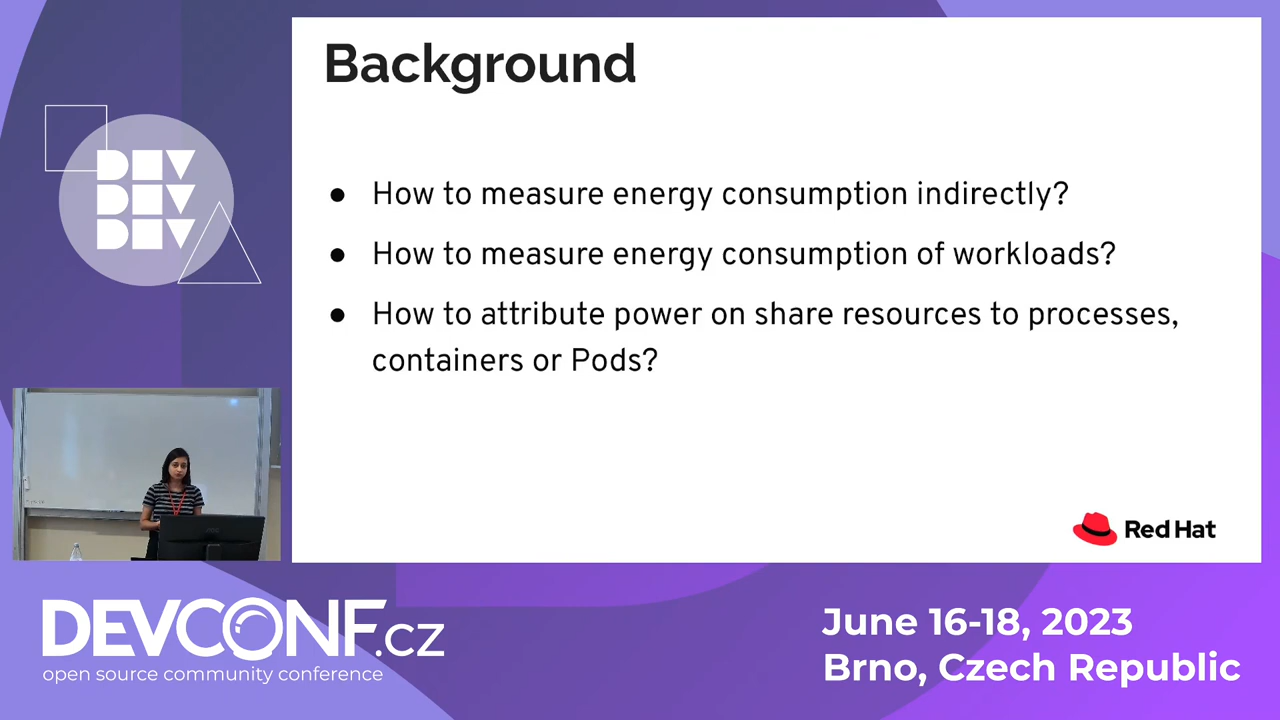 Background
● How to measure energy consumption indirectly?
● How to measure energy consumption of workloads?
● How to attribute power on share resources to processes,
containers or Pods?
Red Hat
DEV
DEV
DEV
DEVCONF.cz
open source community conference
June 16-18, 2023
Brno, Czech Republic